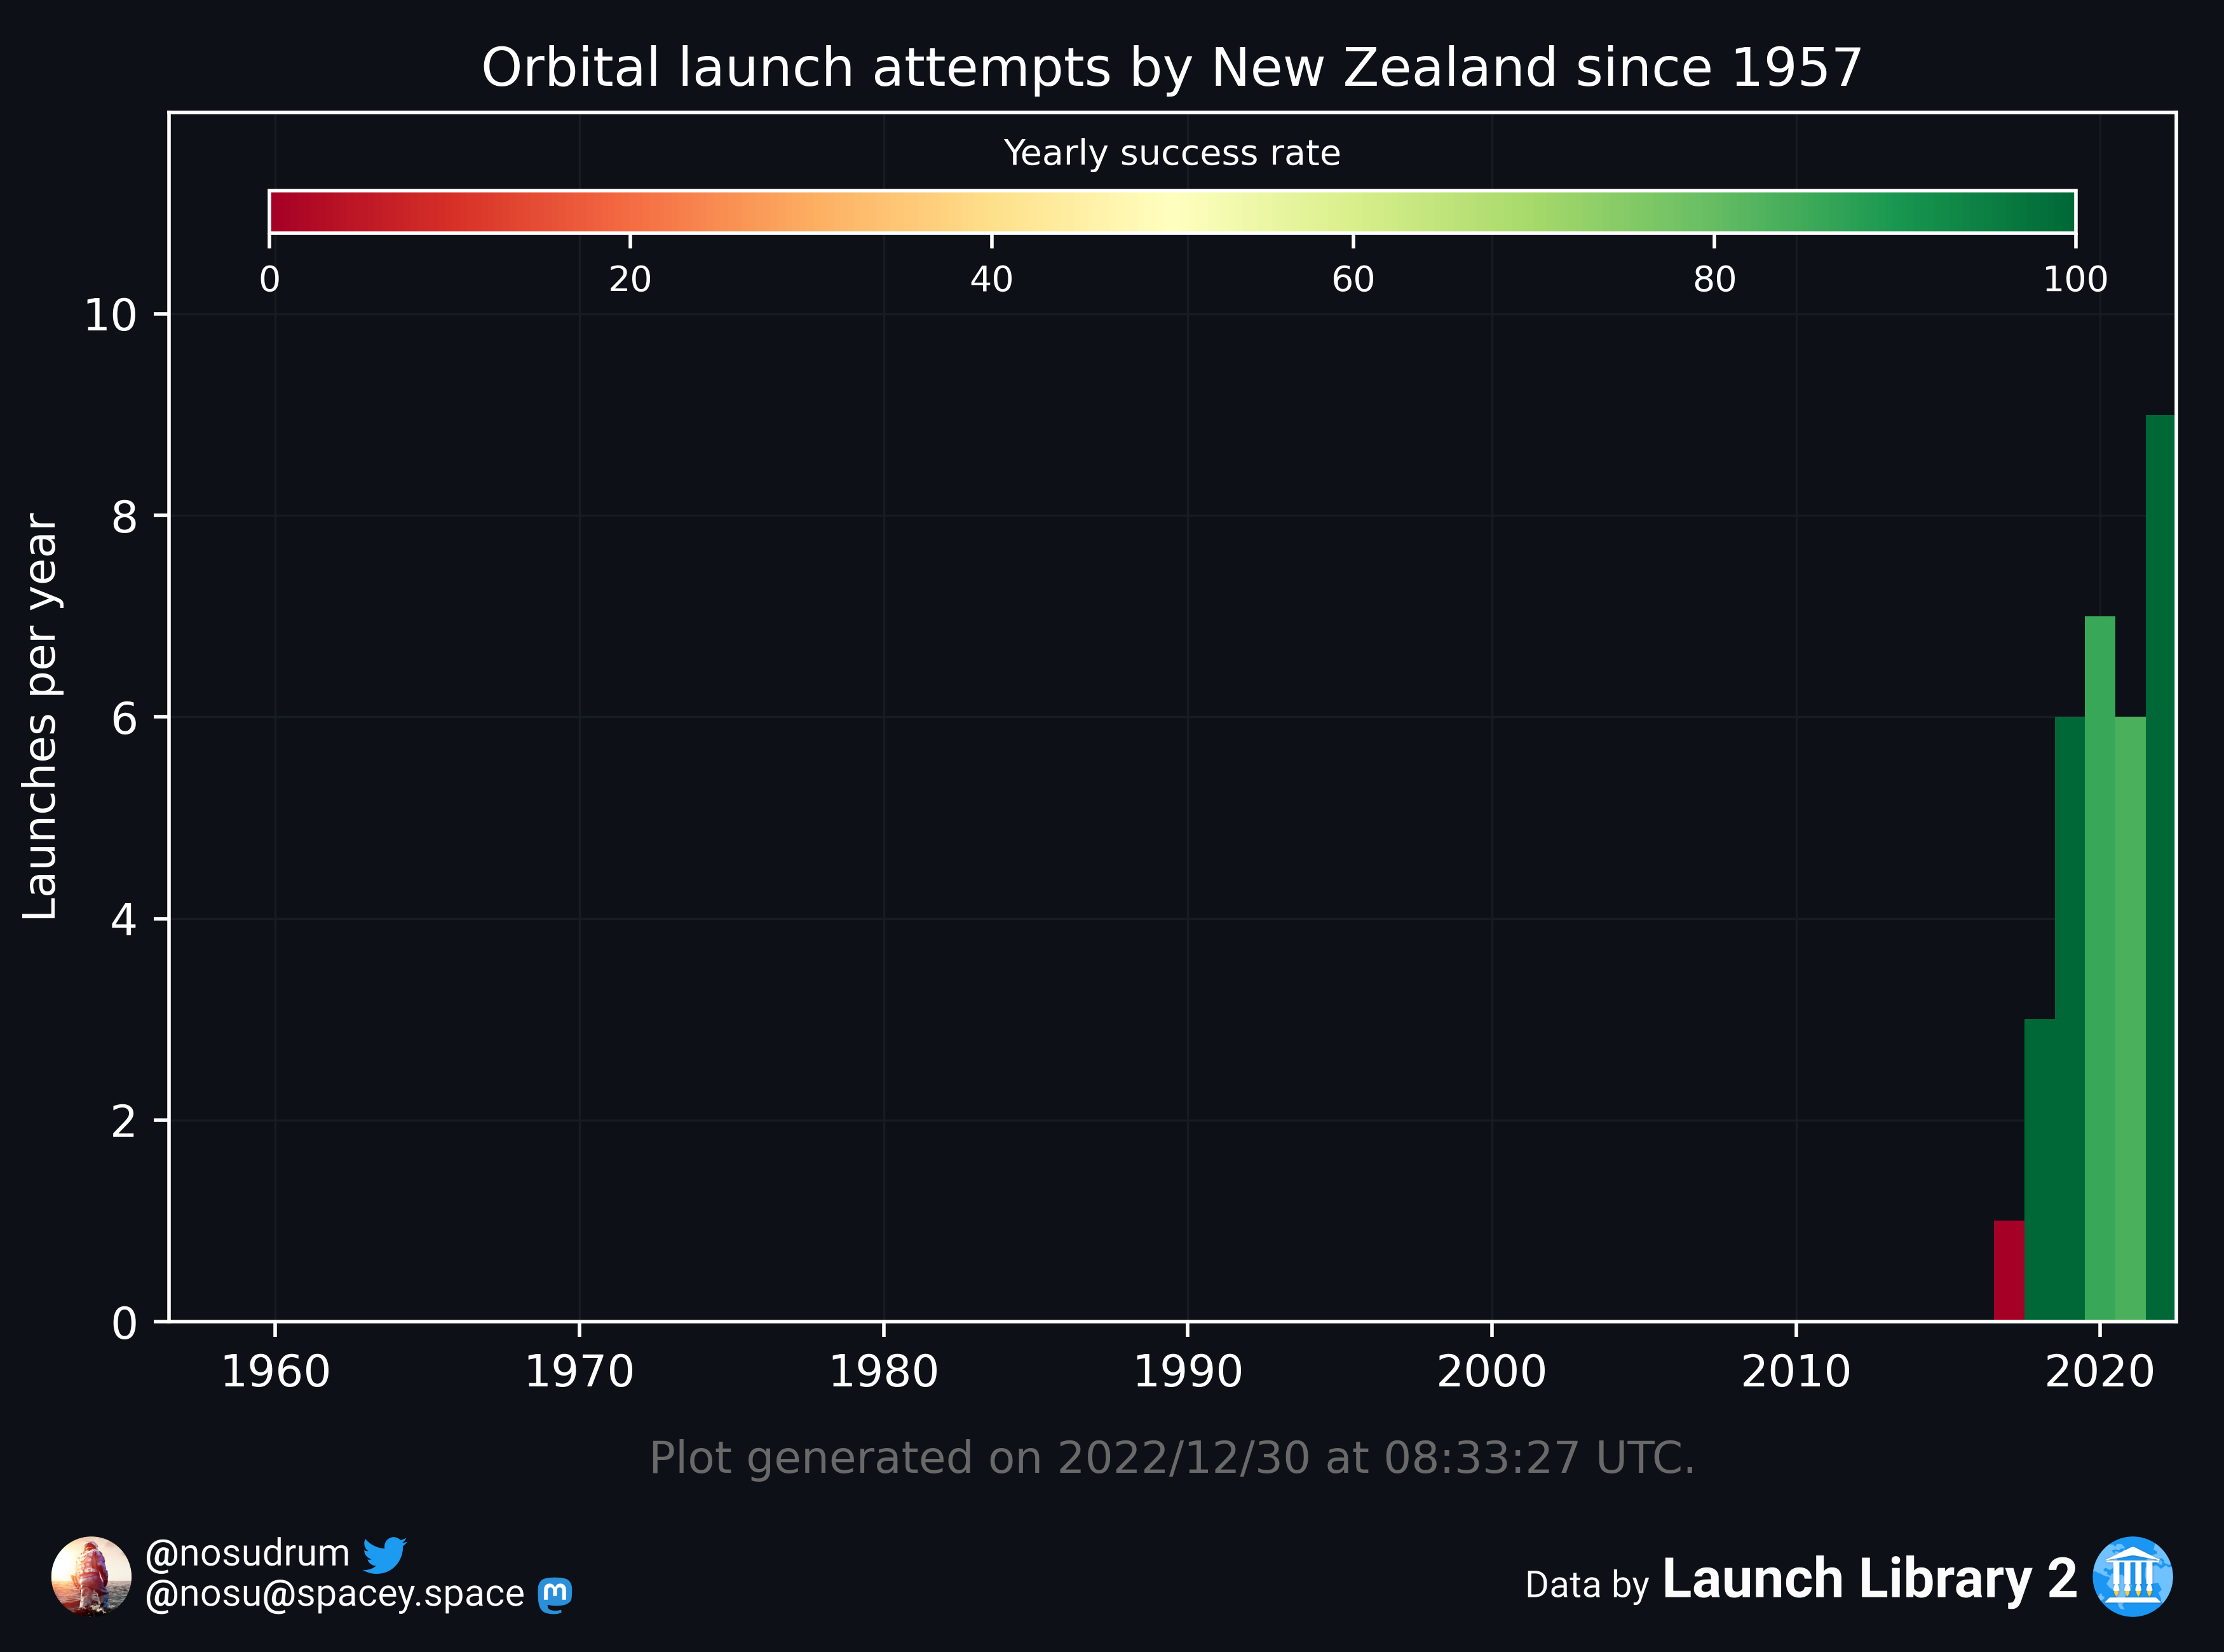 Orbital launch attempts by New Zealand since 1957
Yearly success rate
0 20 40 60 80 100
10
8
6
4
2
0
Launches per year
1960 1970 1980 1990 2000 2010 2020
Plot generated on 2022/12/30 at 08:33:27 UTC.
@nosudrum
@nosu@spacey.space
Data by Launch Library 2